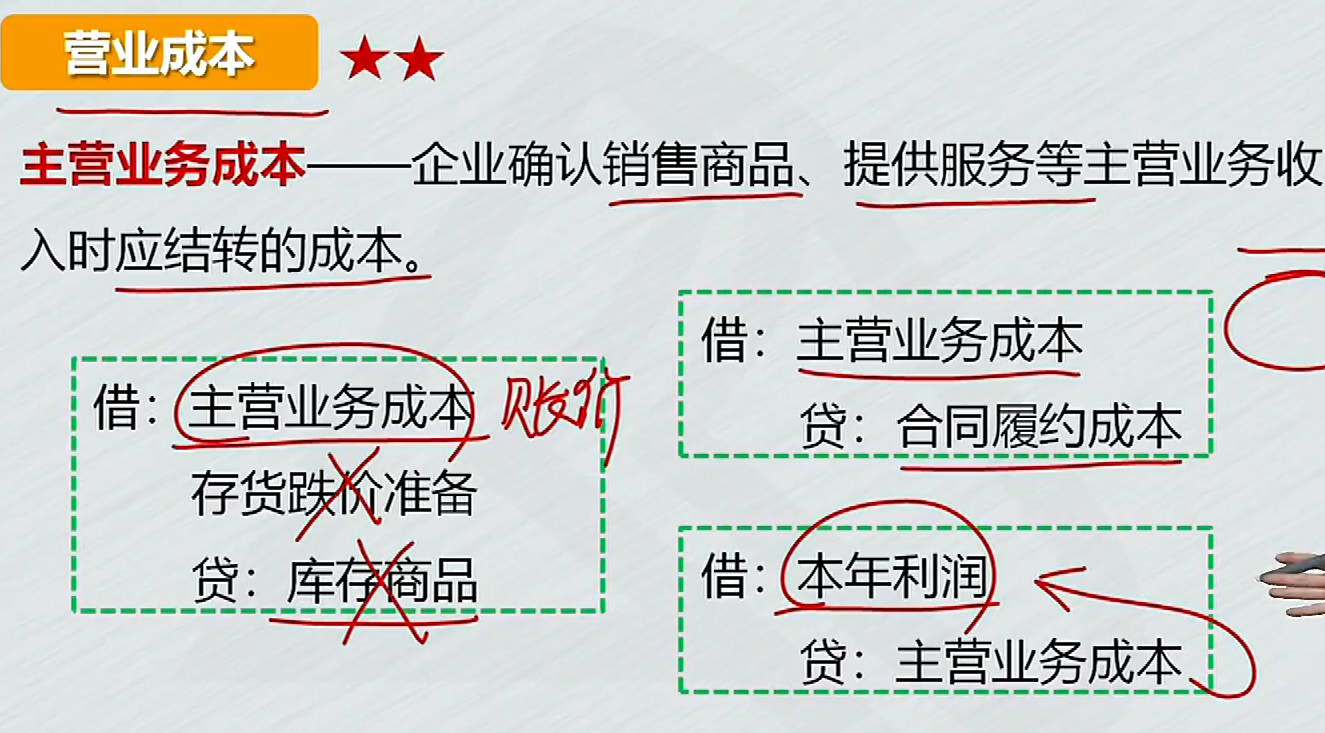 营业成本 ★★
主营业务成本——企业确认销售商品、提供服务等主营业务收
入时应结转的成本。
借：主营业务成本 账价
存货跌价准备
贷：库存商品
借：主营业务成本
贷：合同履约成本
借：本年利润
贷：主营业务成本